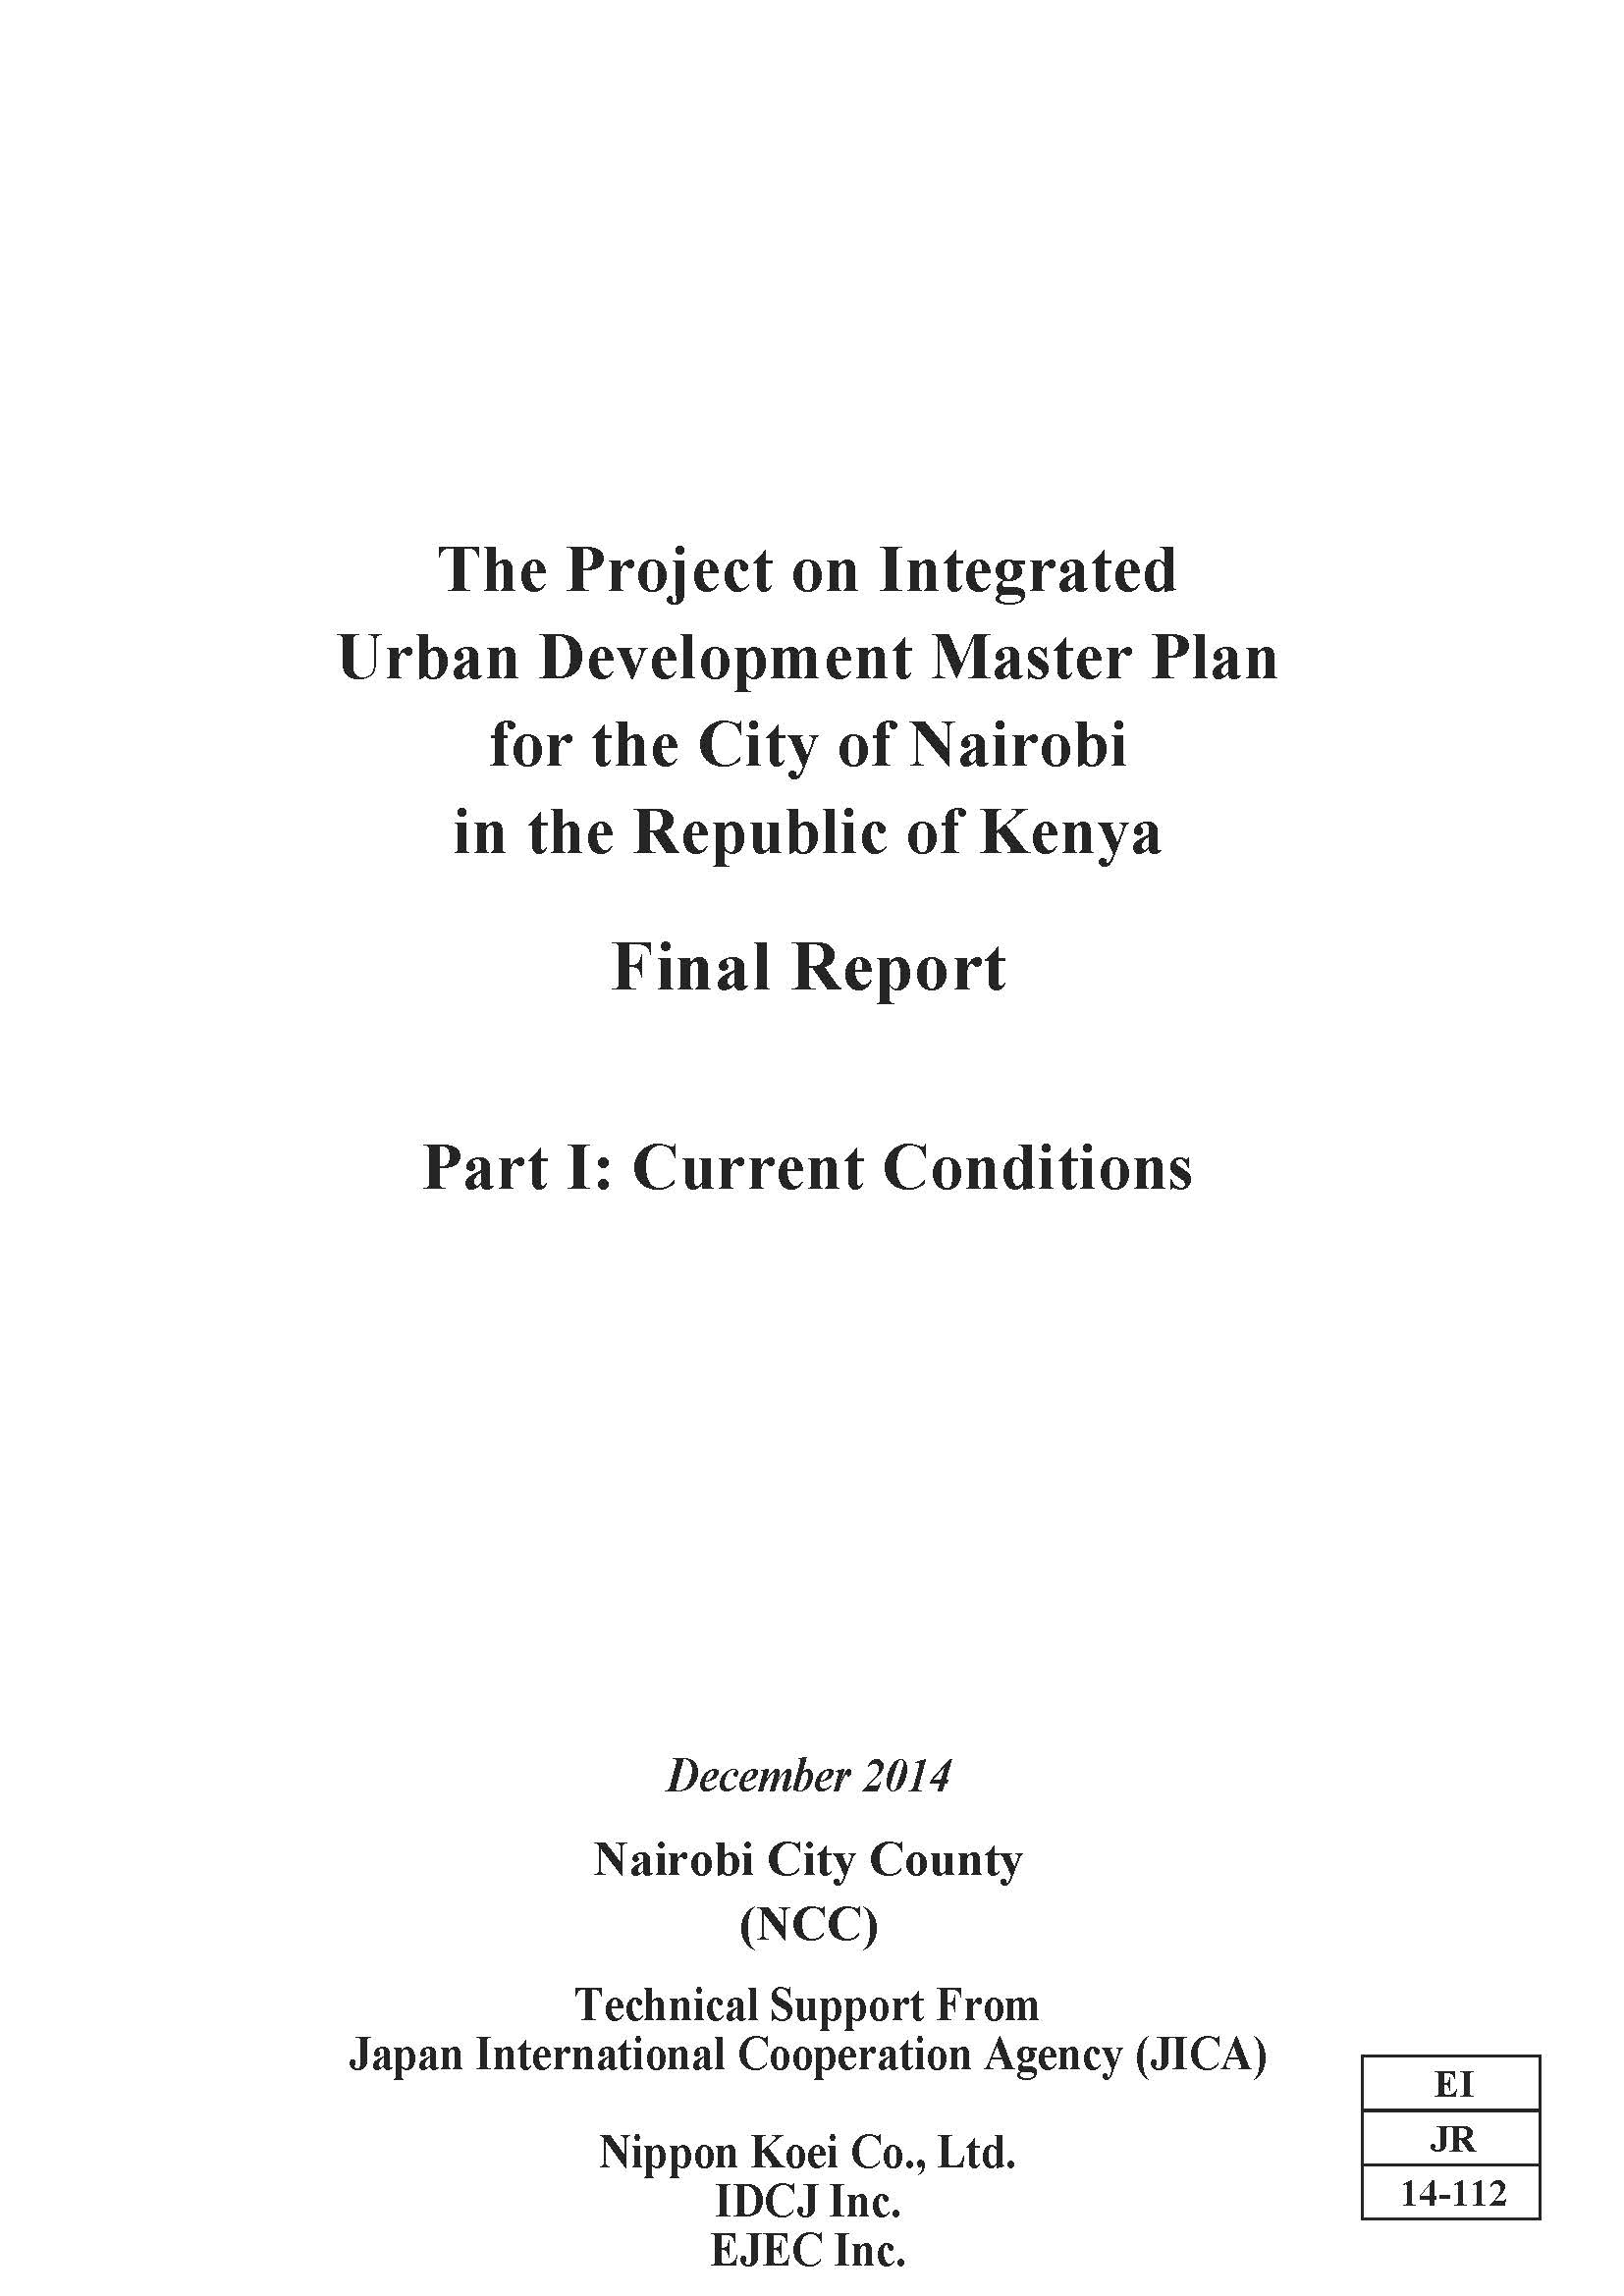 The Project on Integrated
Urban Development Master Plan
for the City of Nairobi
in the Republic of Kenya
Final Report
Part I: Current Conditions
December 2014
Nairobi City County
(NCC)
Technical Support From
Japan International Cooperation Agency (JICA)
Nippon Koei Co., Ltd.
IDCJ Inc.
EJEC Inc.
EI
JR
14-112